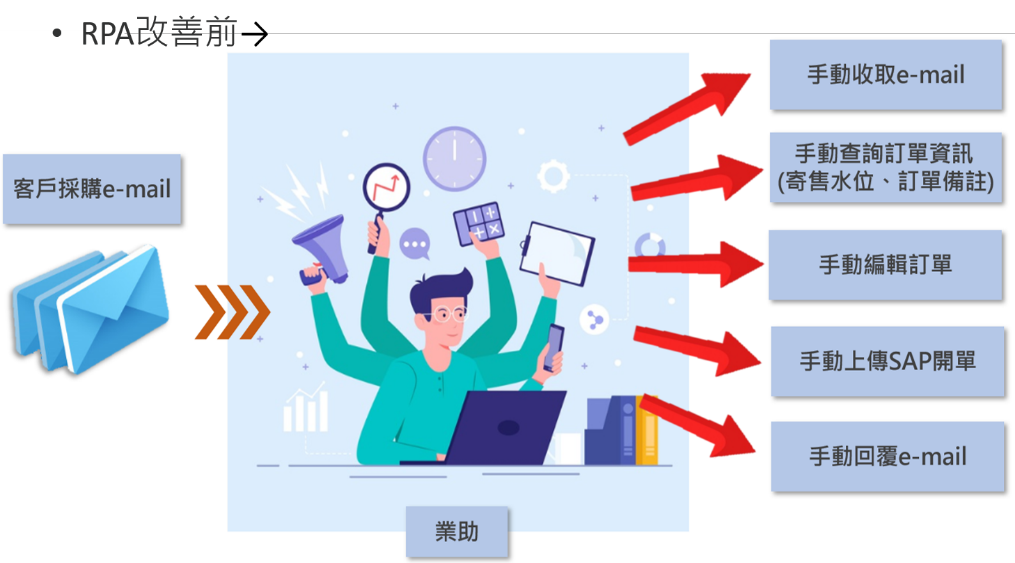 • RPA改善前→
客戶採購e-mail
手動收取e-mail
手動查詢訂單資訊
(寄售水位、訂單備註)
手動編輯訂單
手動上傳SAP開單
手動回覆e-mail
業助